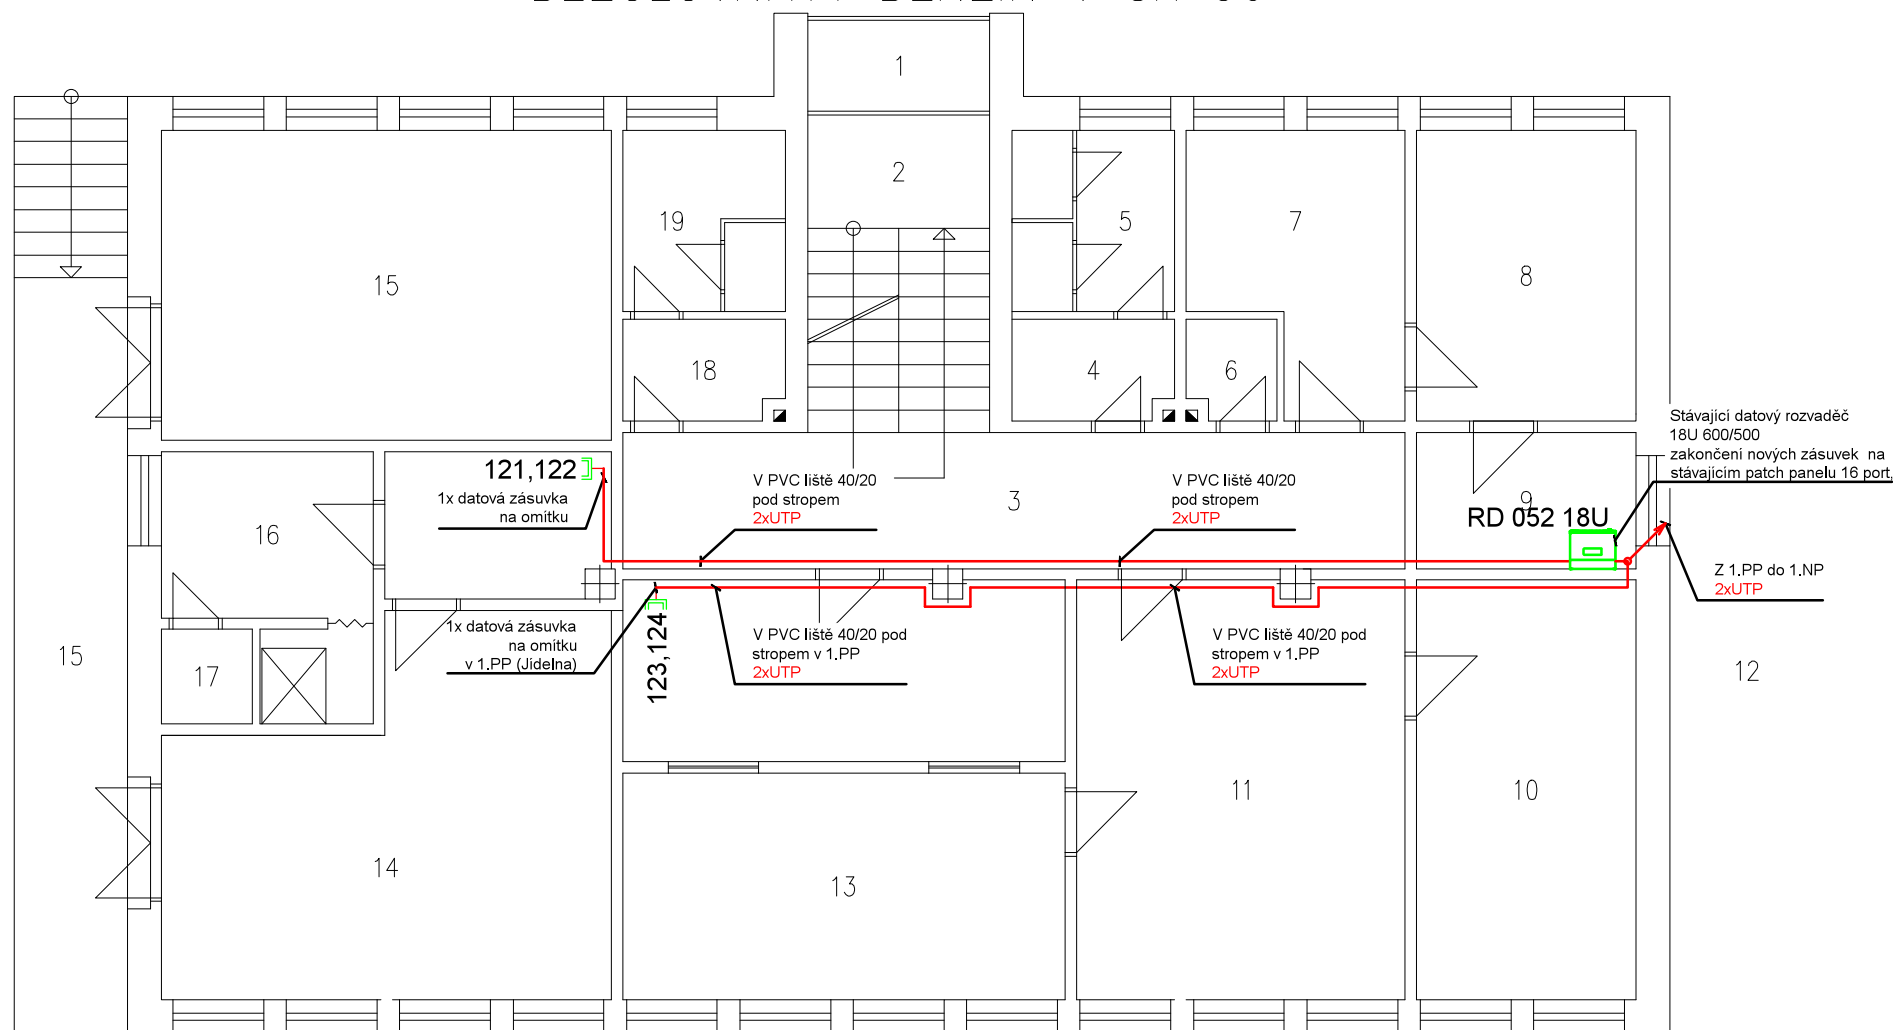 1
2
19
5
7
15
8
18
4
6
Stávající datový rozvaděč
18U 600/500
zakončení nových zásuvek na
stávajícím patch panelu 16 port,
121,122
1x datová zásuvka
na omítku
V PVC liště 40/20
pod stropem
2xUTP
3
V PVC liště 40/20
pod stropem
2xUTP
9
RD 052 18U
16
Z 1.PP do 1.NP
2xUTP
1x datová zásuvka
na omítku
v 1.PP (Jídelna)
123,124
V PVC liště 40/20 pod
stropem v 1.PP
2xUTP
V PVC liště 40/20 pod
stropem v 1.PP
2xUTP
15
17
12
14
13
11
10